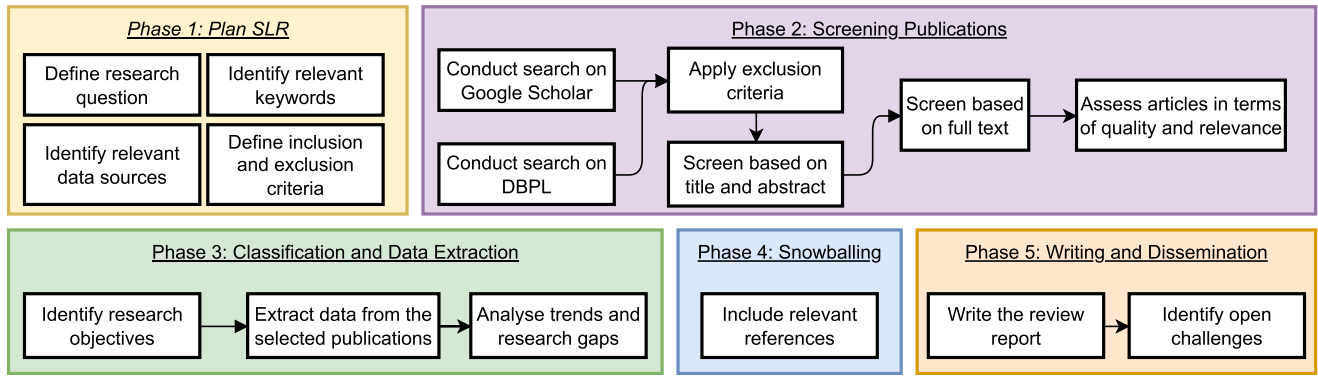 Phase 1: Plan SLR
Define research
question
Identify relevant
keywords
Identify relevant
data sources
Define inclusion
and exclusion
criteria
Phase 2: Screening Publications
Conduct search on
Google Scholar
Conduct search on
DBPL
Apply exclusion
criteria
Screen based on
title and abstract
Screen based
on full text
Assess articles in terms
of quality and relevance
Phase 3: Classification and Data Extraction
Identify research
objectives
Extract data from the
selected publications
Analyse trends and
research gaps
Phase 4: Snowballing
Include relevant
references
Phase 5: Writing and Dissemination
Write the review
report
Identify open
challenges